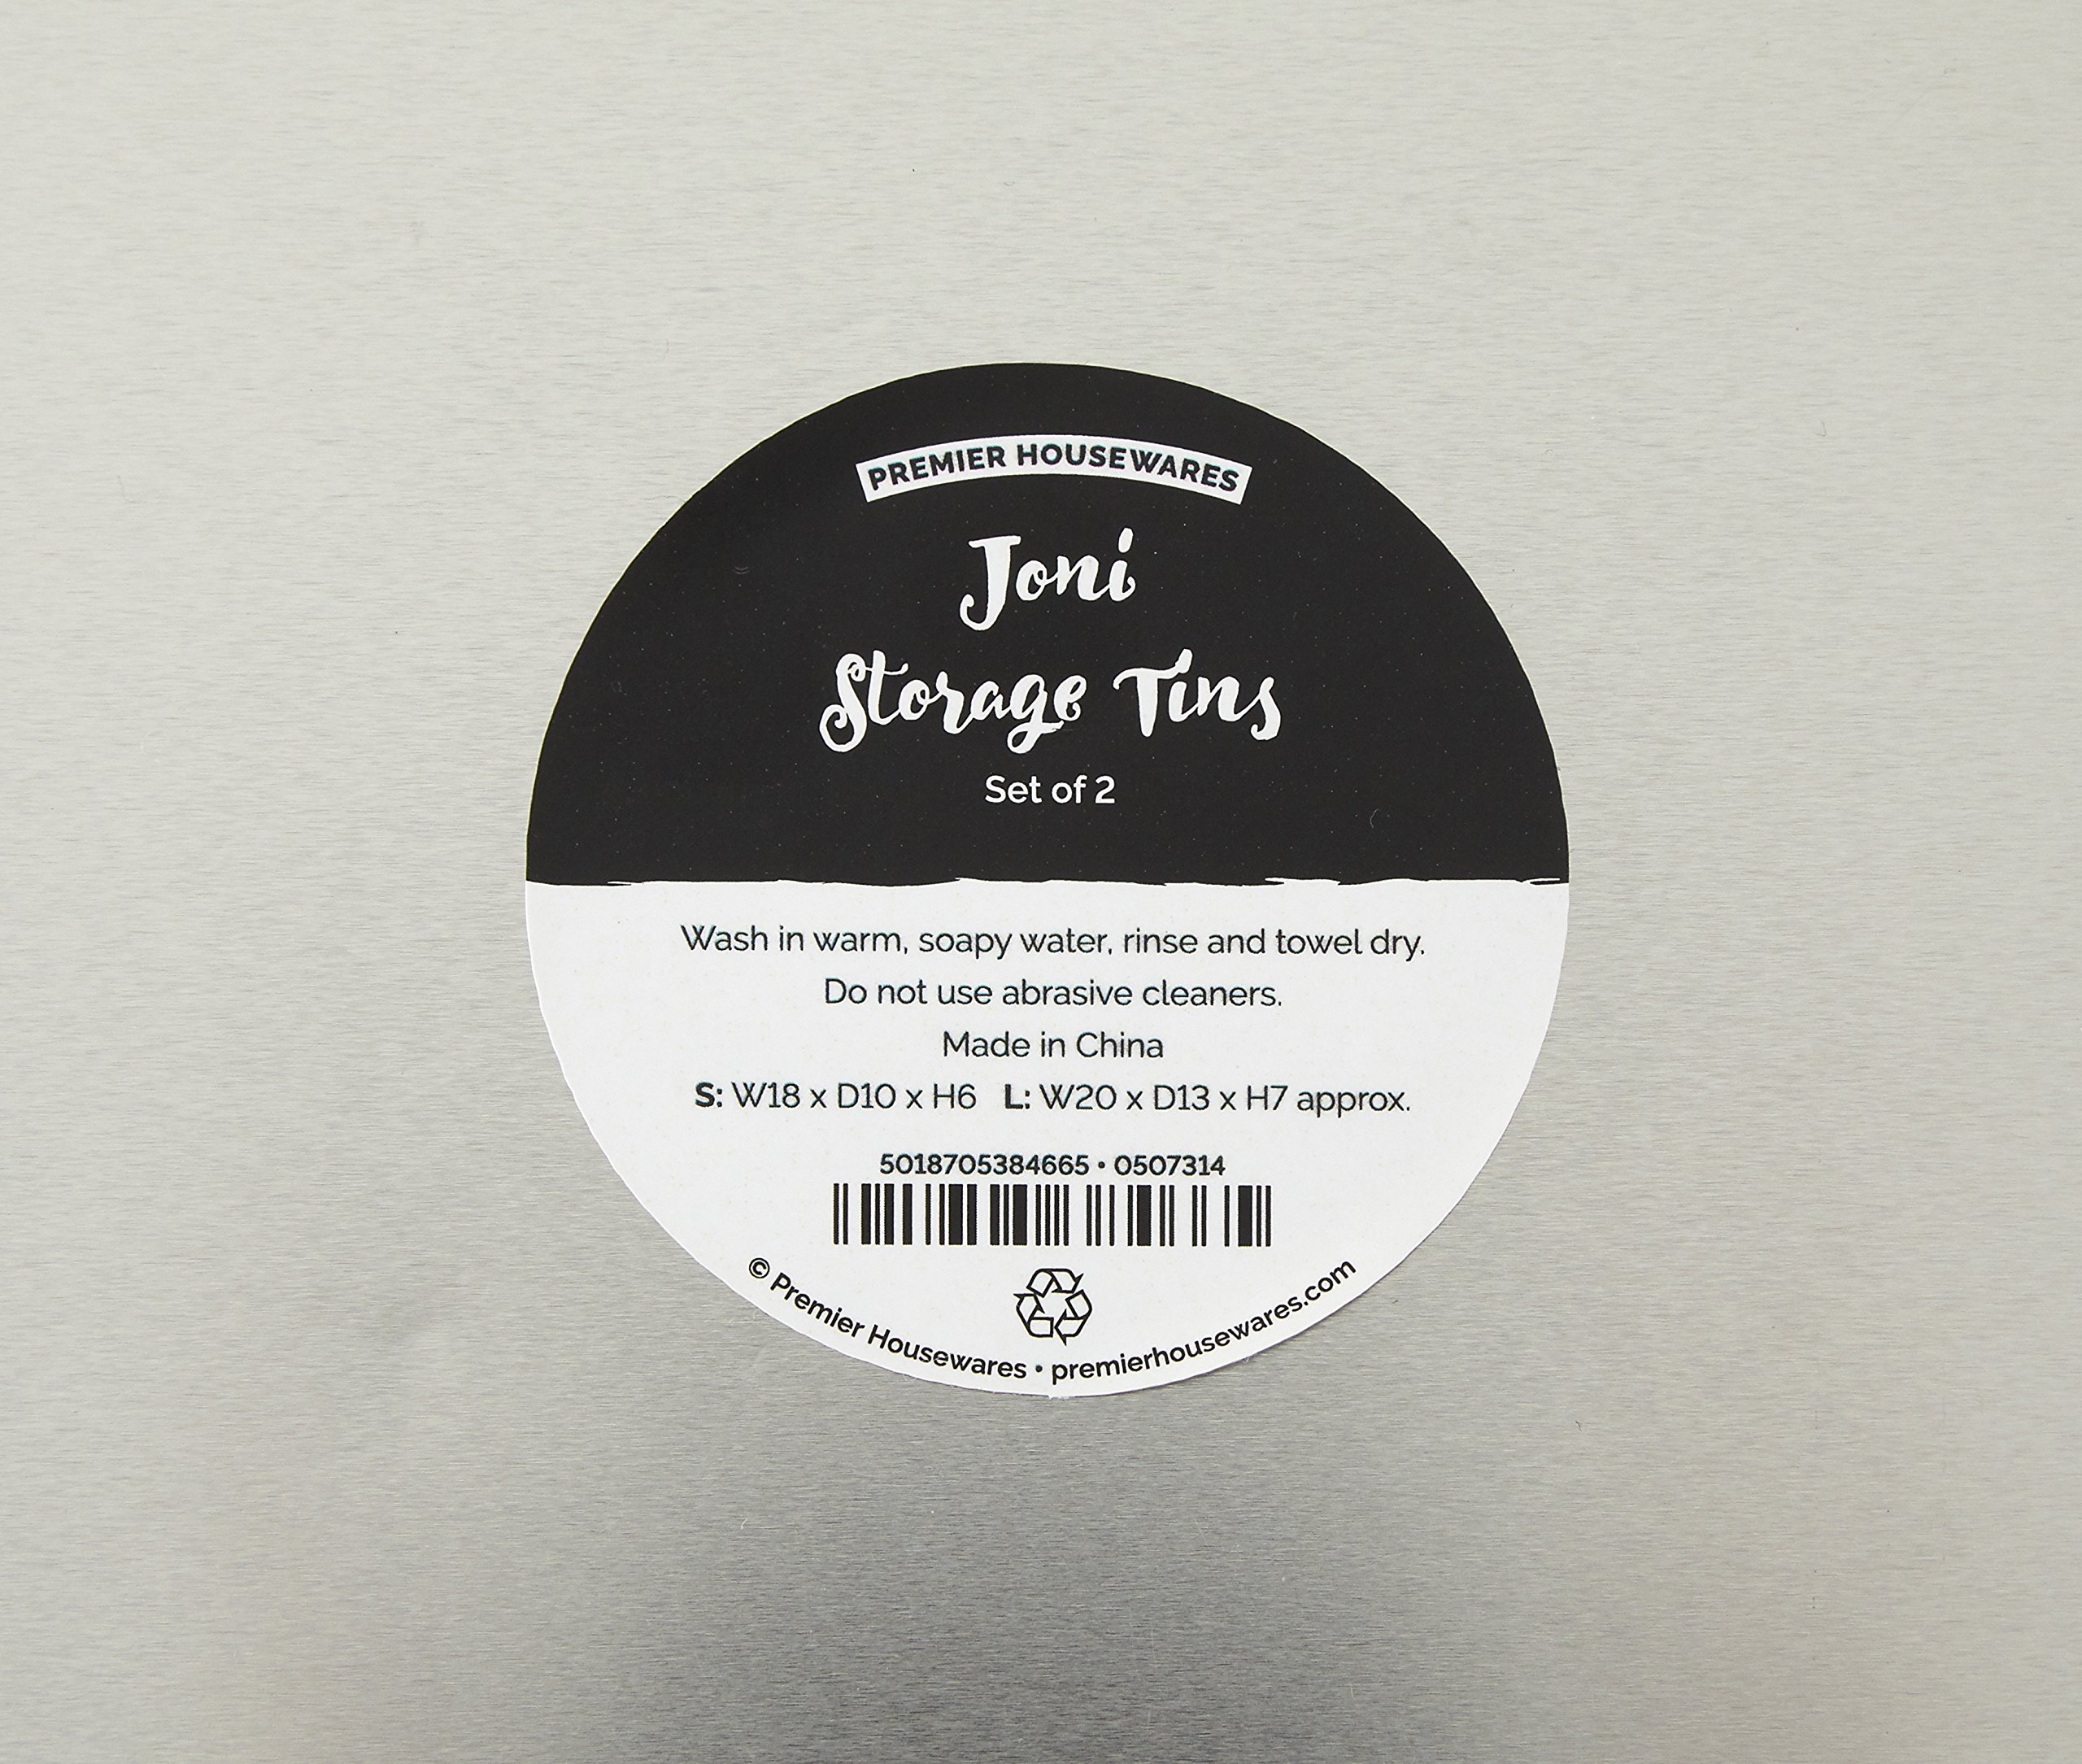 PREMIER HOUSEWARES
Joni
Storage Tins
Set of 2
Wash in warm, soapy water, rinse and towel dry.
Do not use abrasive cleaners.
Made in China
S: W18 x D10 x H6 L: W20 x D13 x H7 approx.
5018705384665 • 0507314
© Premier Housewares • premierhousewares.com